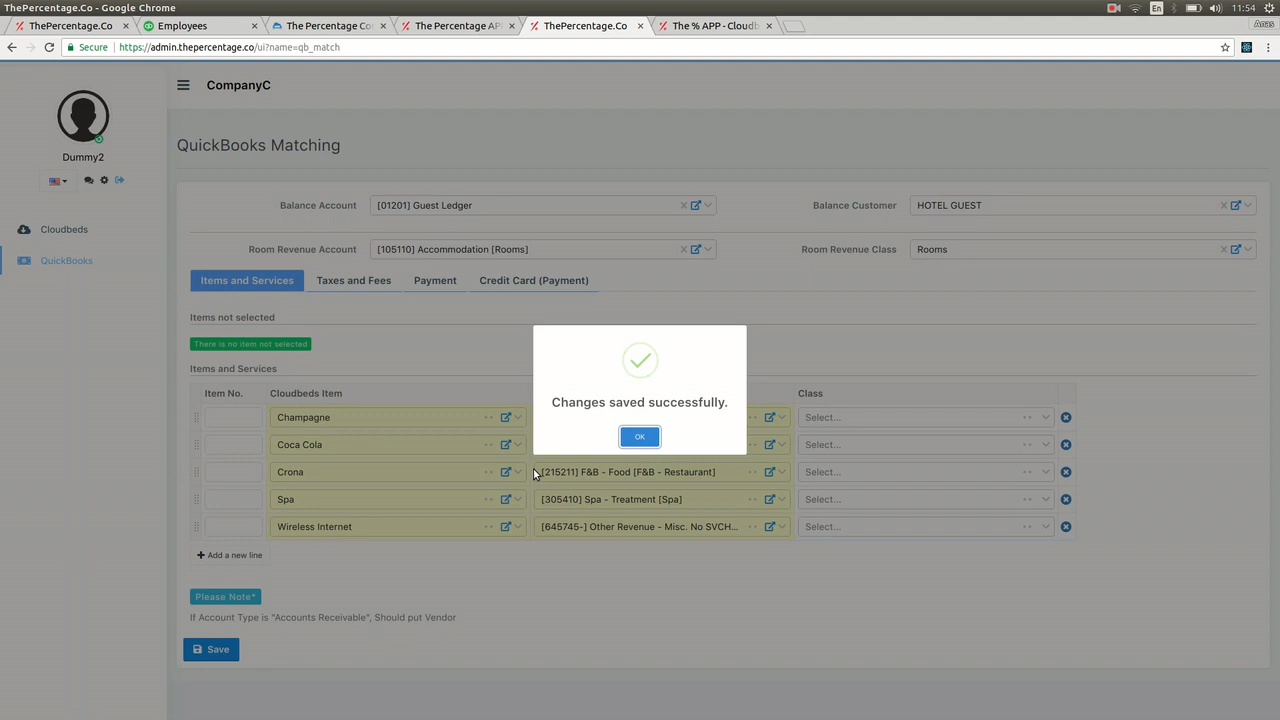 ThePercentage.Co - Google Chrome
En
11:54
ThePercentage.Co
Employees
The Percentage Co
The Percentage AP
ThePercentage.Co
The % APP - Cloudb
Anas
Secure https://admin.thepercentage.co/ui?name=qb_match
CompanyC
Dummy2
Cloudbeds
QuickBooks
QuickBooks Matching
Balance Account [01201] Guest Ledger Balance Customer HOTEL GUEST
Room Revenue Account [105110] Accommodation [Rooms] Room Revenue Class Rooms
Items and Services Taxes and Fees Payment Credit Card (Payment)
Items not selected
There is no item not selected
Items and Services
Item No. Cloudbeds Item Class
Champagne Select...
Coca Cola Select...
Crona [215211] F&B - Food [F&B - Restaurant] Select...
Spa [305410] Spa - Treatment [Spa] Select...
Wireless Internet [645745-] Other Revenue - Misc. No SVCH... Select...
Add a new line
Please Note*
If Account Type is "Accounts Receivable", Should put Vendor
Save
Changes saved successfully.
OK